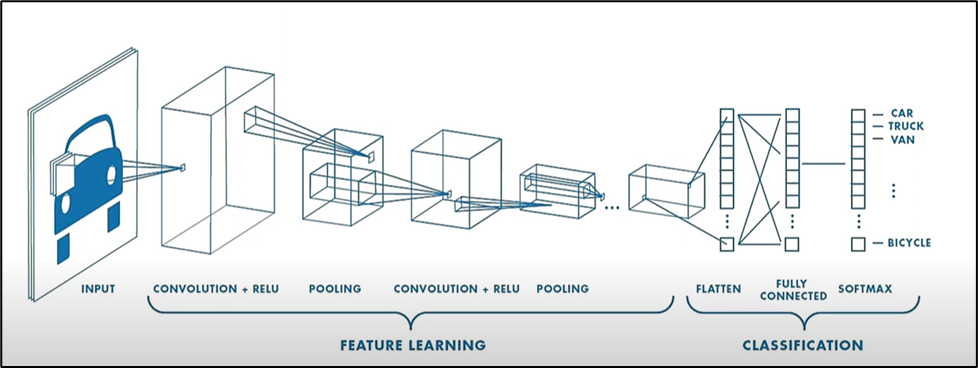 CAR
TRUCK
VAN
BICYCLE
INPUT
CONVOLUTION + RELU
POOLING
CONVOLUTION + RELU
POOLING
FLATTEN
FULLY
CONNECTED
SOFTMAX
FEATURE LEARNING
CLASSIFICATION